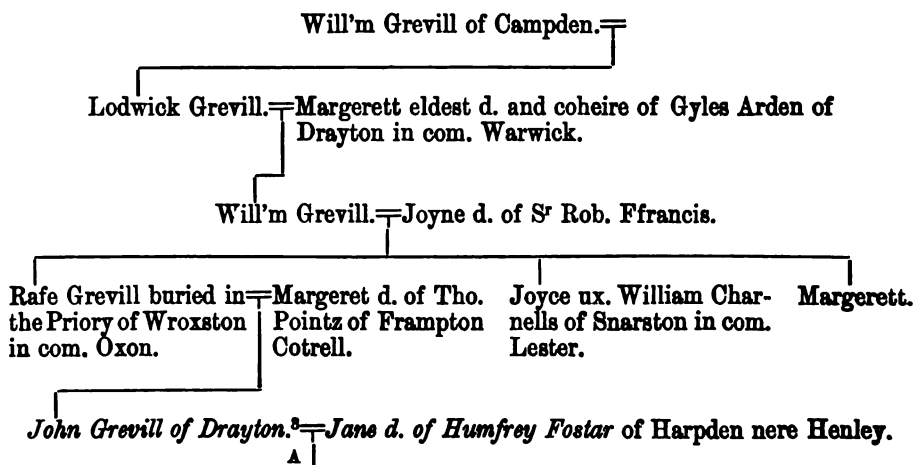 Will'm Grevill of Campden.
Lodwick Grevill. Margerett eldest d. and coheire of Gyles Arden of
Drayton in com. Warwick.
Will'm Grevill. Joyne d. of Sʳ Rob. Ffrancis.
Rafe Grevill buried in
the Priory of Wroxston
in com. Oxon.
Margeret d. of Tho.
Pointz of Frampton
Cotrell.
Joyce ux. William Char-
nells of Snarston in com.
Lester.
Margerett.
John Grevill of Drayton.³ Jane d. of Humfrey Fostar of Harpden nere Henley.
A